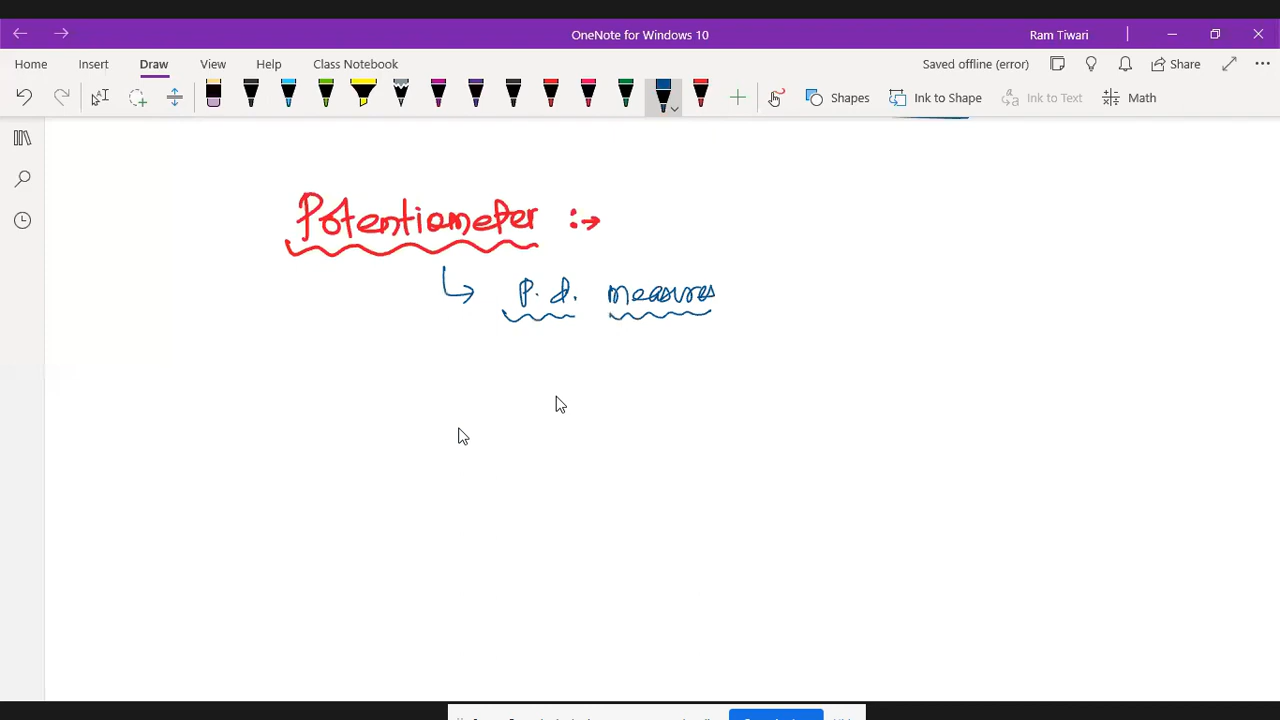 OneNote for Windows 10
Ram Tiwari
Home Insert Draw View Help Class Notebook
Saved offline (error) Share
Shapes Ink to Shape Ink to Text Math
Potentiometer :→
↳ P. d. measures